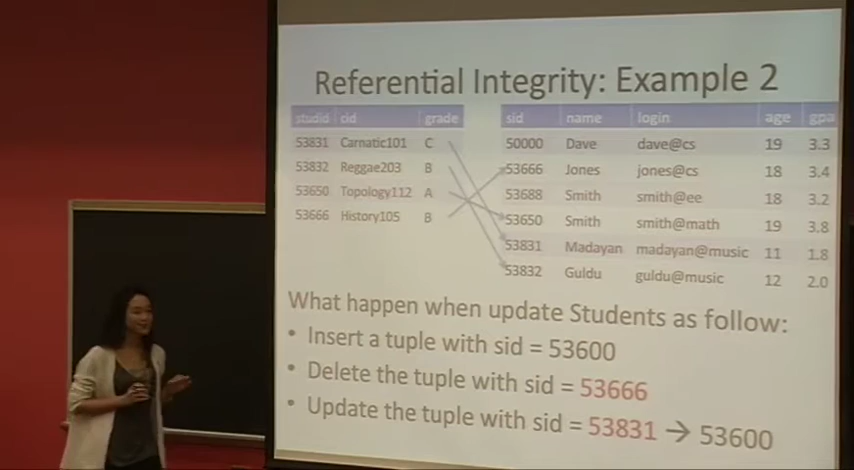 Referential Integrity: Example 2
studid cid grade
53831 Carnatic101 C
53832 Reggae203 B
53650 Topology112 A
53666 History105 B
sid name login age gpa
50000 Dave dave@cs 19 3.3
53666 Jones jones@cs 18 3.4
53688 Smith smith@ee 18 3.2
53650 Smith smith@math 19 3.8
53831 Madayan madayan@music 11 1.8
53832 Guldu guldu@music 12 2.0
What happen when update Students as follow:
• Insert a tuple with sid = 53600
• Delete the tuple with sid = 53666
• Update the tuple with sid = 53831 → 53600